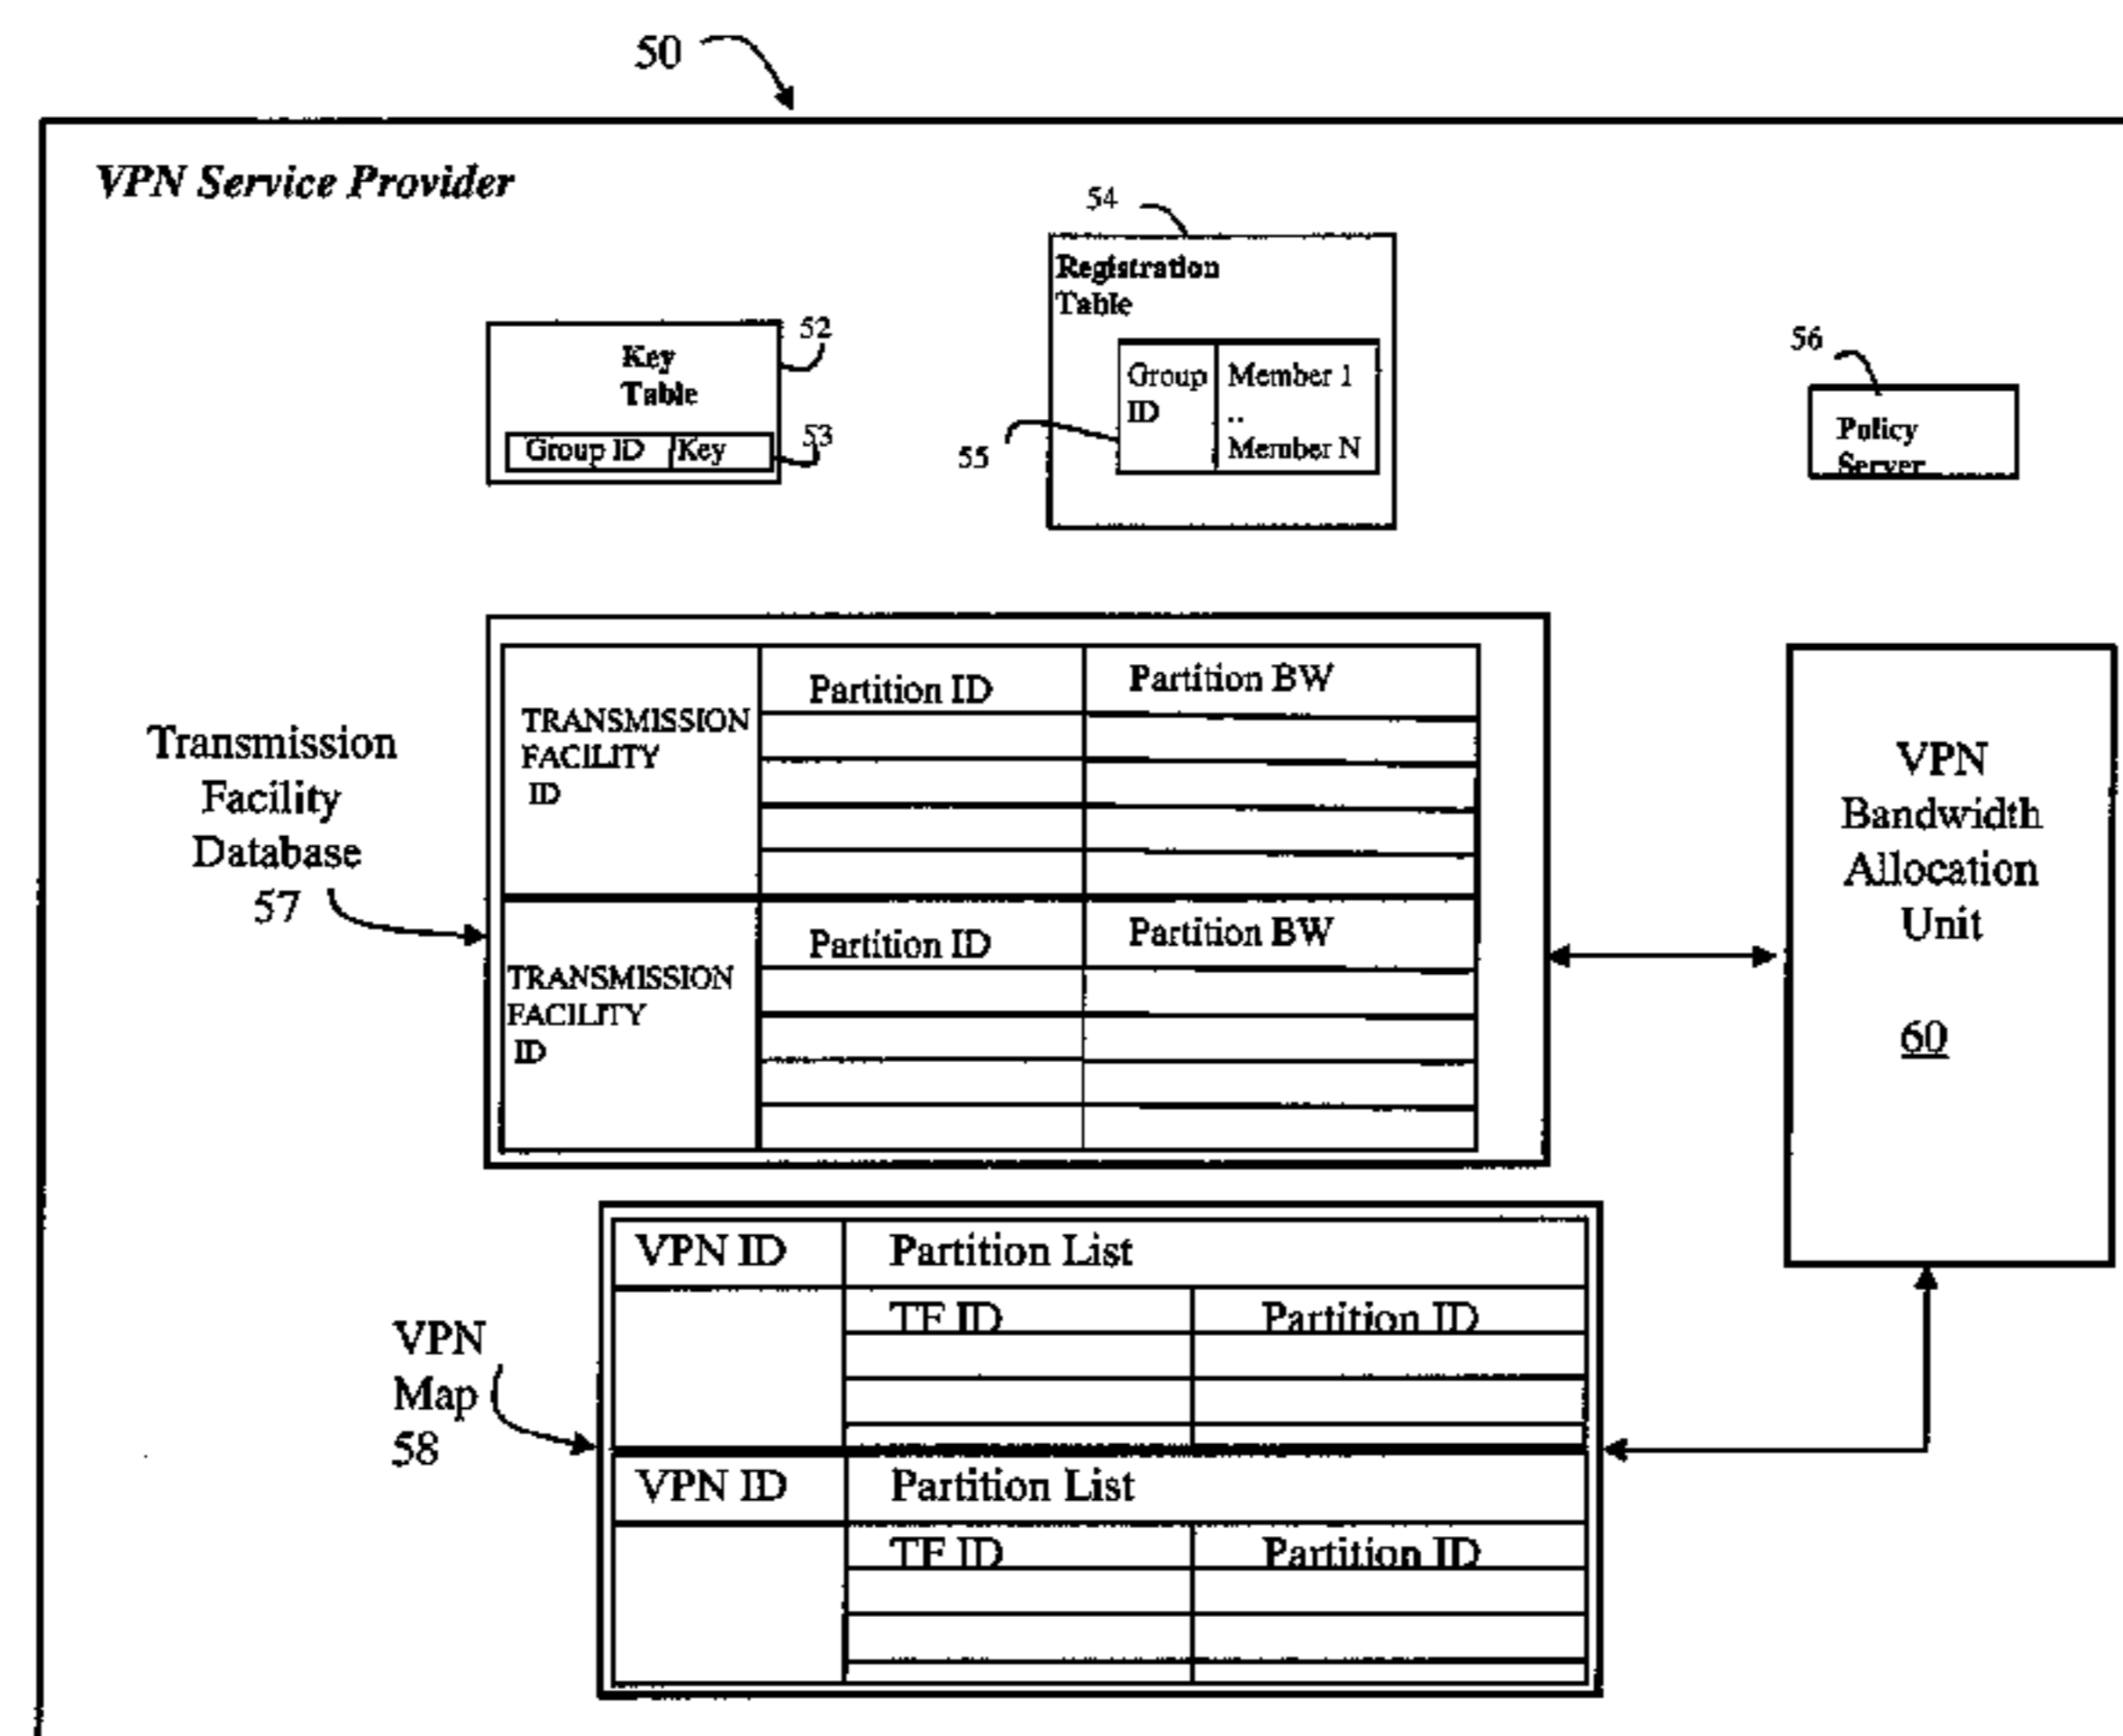 50
VPN Service Provider
54
Registration
Table
52
Key
Table
56
Group
ID
Member 1
..
Member N
Policy
Server
53
Group ID
Key
55
TRANSMISSION
FACILITY
ID
Partition ID
Partition BW
Transmission
Facility
Database
57
VPN
Bandwidth
Allocation
Unit
60
TRANSMISSION
FACILITY
ID
Partition ID
Partition BW
VPN ID
Partition List
TF ID
Partition ID
VPN
Map
58
VPN ID
Partition List
TF ID
Partition ID